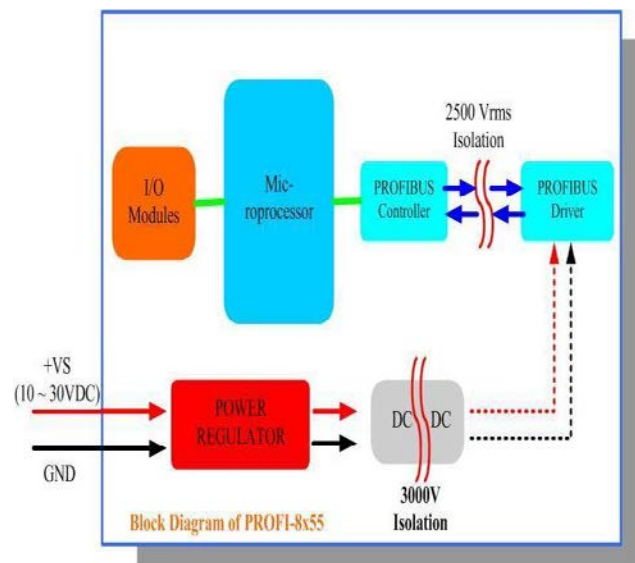 2500 Vrms
Isolation
I/O
Modules
Mic-
roprocessor
PROFIBUS
Controller
PROFIBUS
Driver
+VS
(10 ~ 30VDC)
POWER
REGULATOR
DC DC
GND
3000V
Isolation
Block Diagram of PROFI-8x55